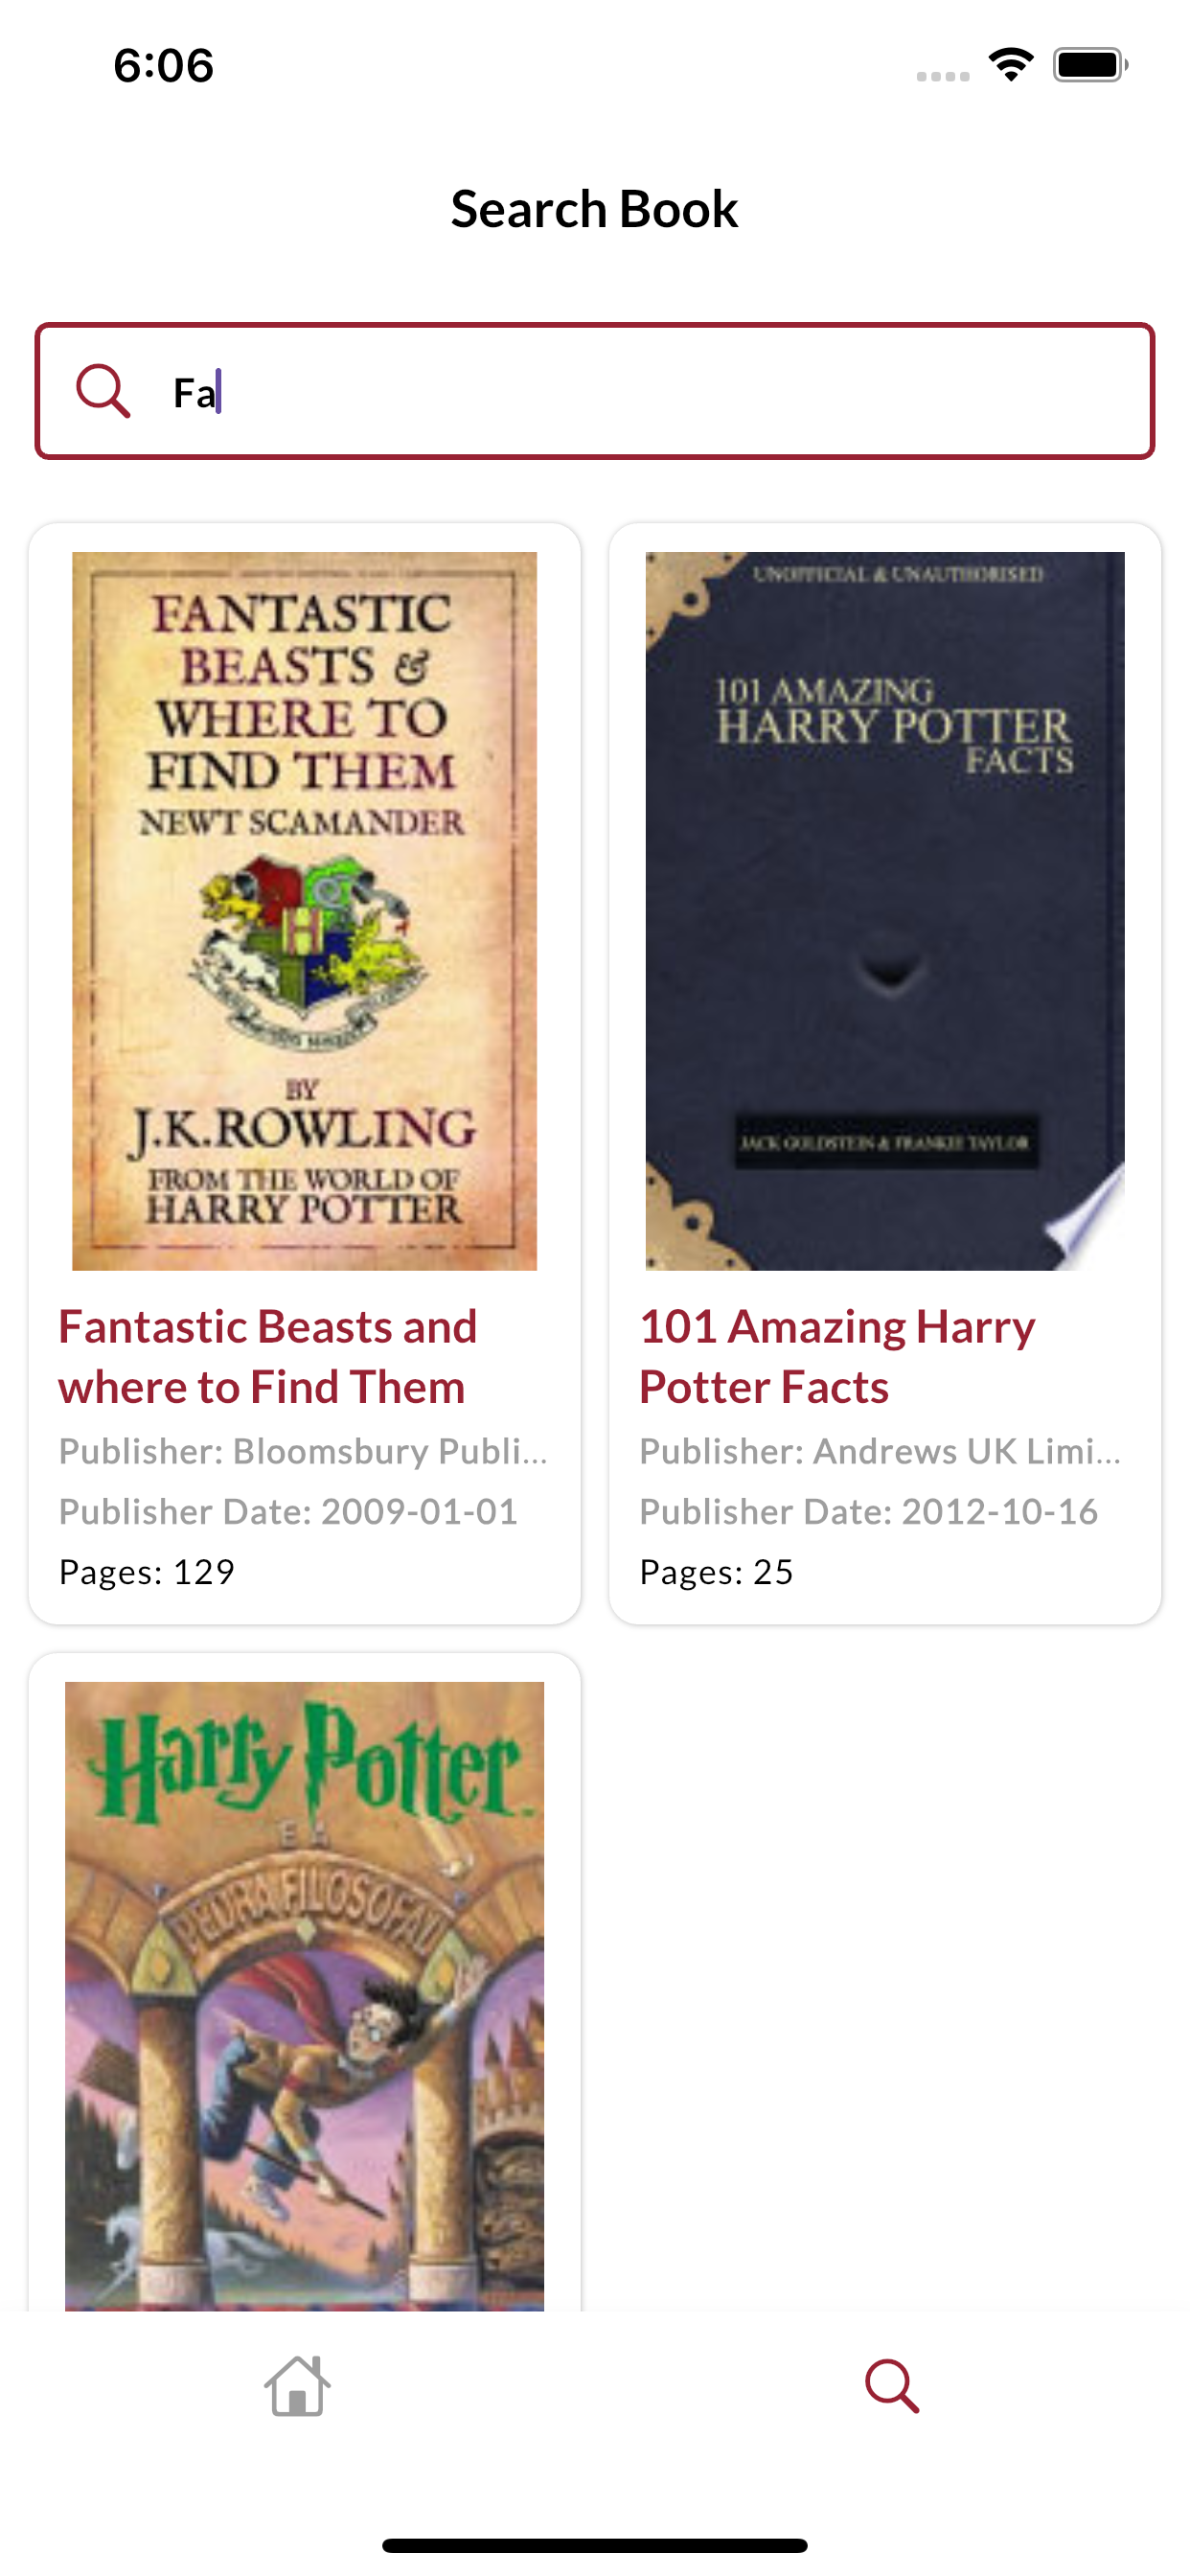 6:06
Search Book
Fa
FANTASTIC
BEASTS &
WHERE TO
FIND THEM
NEWT SCAMANDER
H
BY
J.K.ROWLING
FROM THE WORLD OF
HARRY POTTER
Fantastic Beasts and
where to Find Them
Publisher: Bloomsbury Publi...
Publisher Date: 2009-01-01
Pages: 129
UNOFFICIAL & UNAUTHORISED
101 AMAZING
HARRY POTTER
FACTS
JACK GOLDSTEIN & FRANKIE TAYLOR
101 Amazing Harry
Potter Facts
Publisher: Andrews UK Limi...
Publisher Date: 2012-10-16
Pages: 25
Harry Potter
E A
PEDRA FILOSOFAL